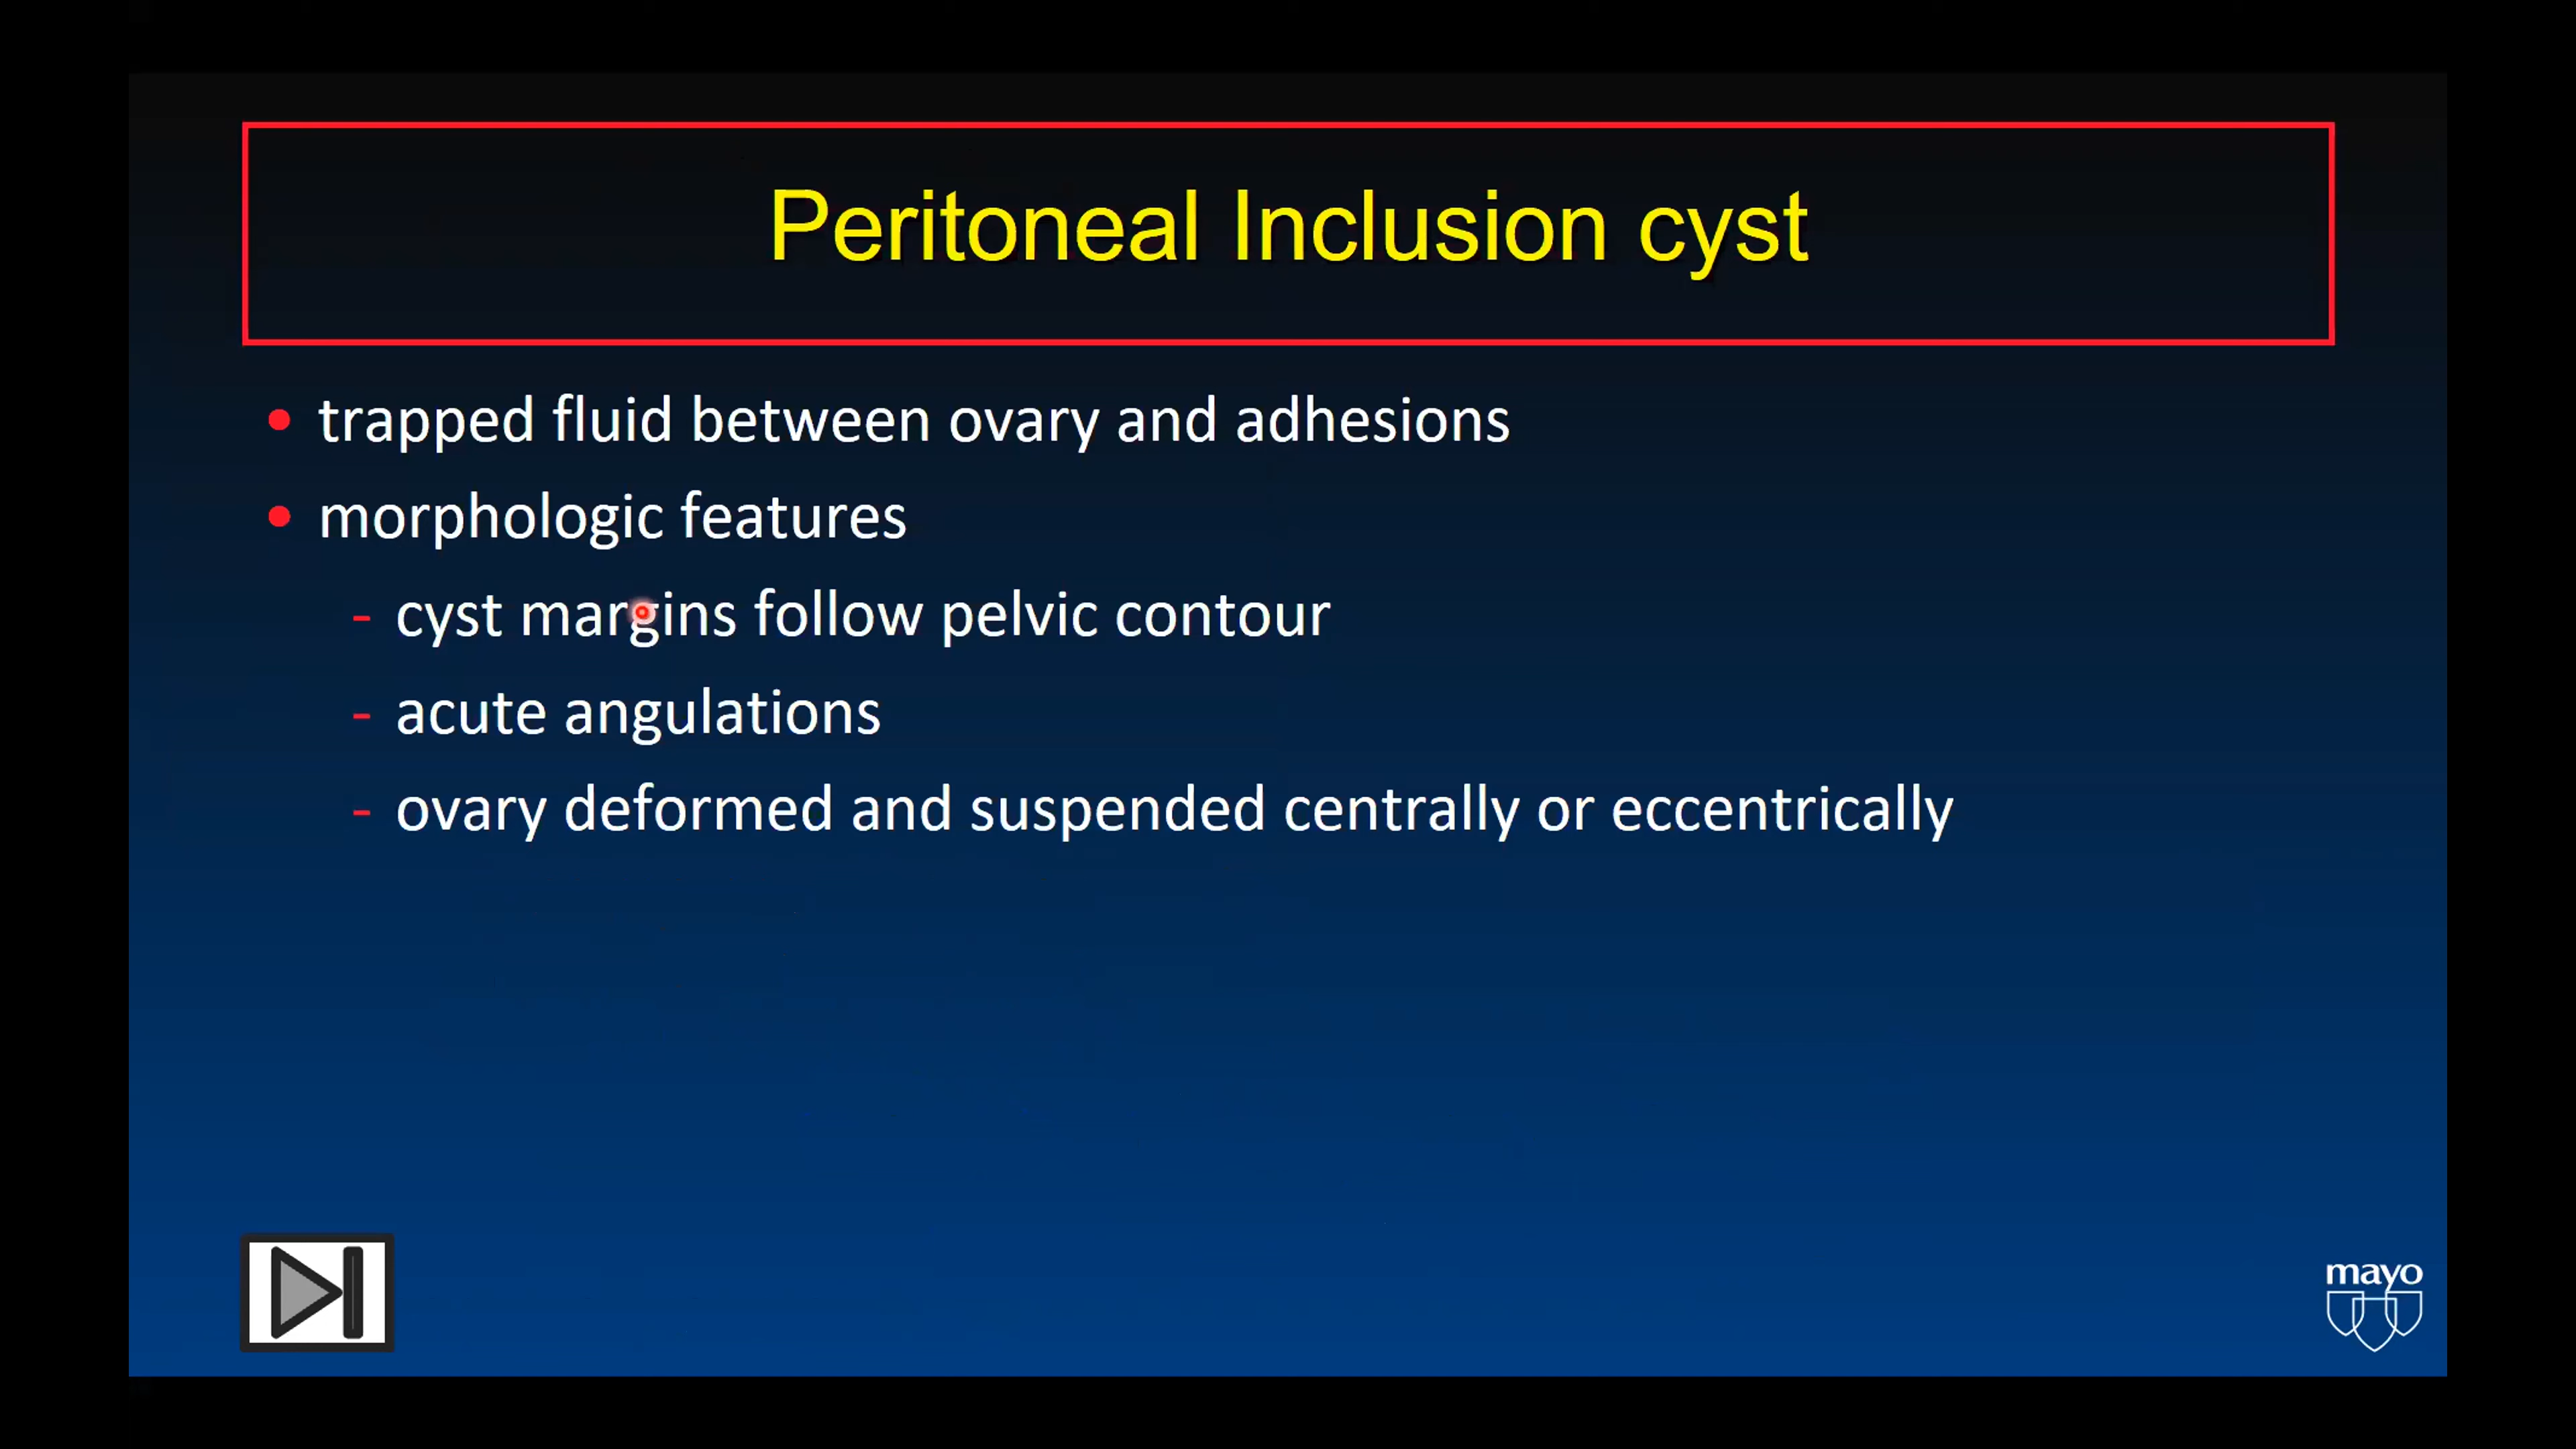 Peritoneal Inclusion cyst
• trapped fluid between ovary and adhesions
• morphologic features
- cyst margins follow pelvic contour
- acute angulations
- ovary deformed and suspended centrally or eccentrically
mayo